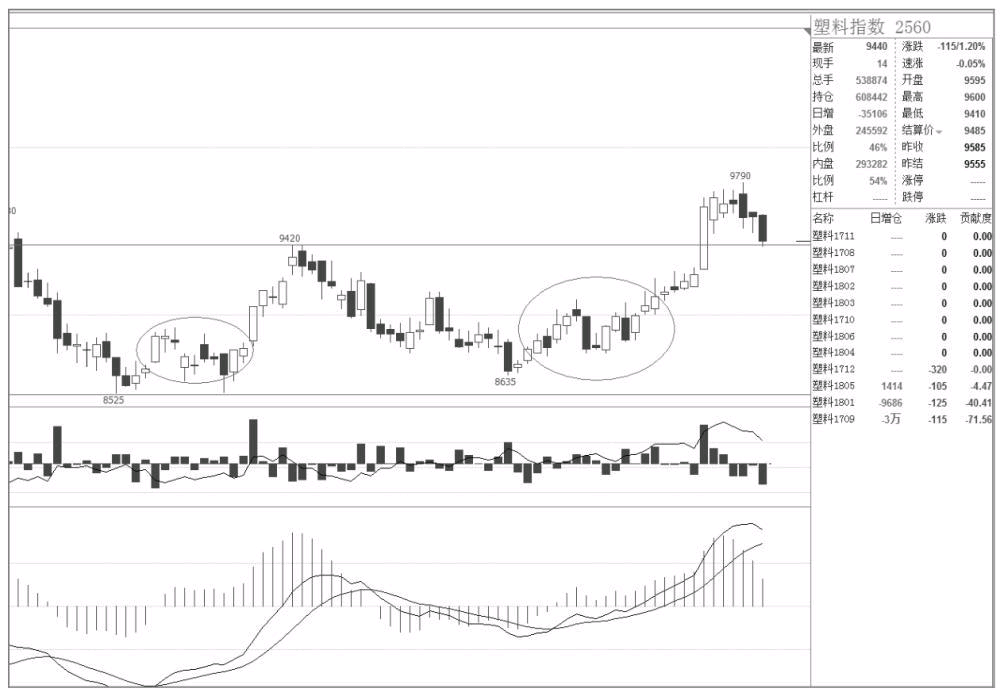 塑料指数 2560
最新 9440 涨跌 -115/1.20%
现手 14 速涨 -0.05%
总手 538874 开盘 9595
持仓 608442 最高 9600
日增 -35106 最低 9410
外盘 245592 结算价 9485
比例 46% 昨收 9585
内盘 293282 昨结 9555
比例 54% 涨停 -----
杠杆 ----- 跌停 -----
名称 日增仓 涨跌 贡献度
塑料1711 ---- 0 0.00
塑料1708 ---- 0 0.00
塑料1807 ---- 0 0.00
塑料1802 ---- 0 0.00
塑料1803 ---- 0 0.00
塑料1710 ---- 0 0.00
塑料1806 ---- 0 0.00
塑料1804 ---- 0 0.00
塑料1712 ---- -320 -0.00
塑料1805 1414 -105 -4.47
塑料1801 -9686 -125 -40.41
塑料1709 -3万 -115 -71.56
9790
9420
8635
8525